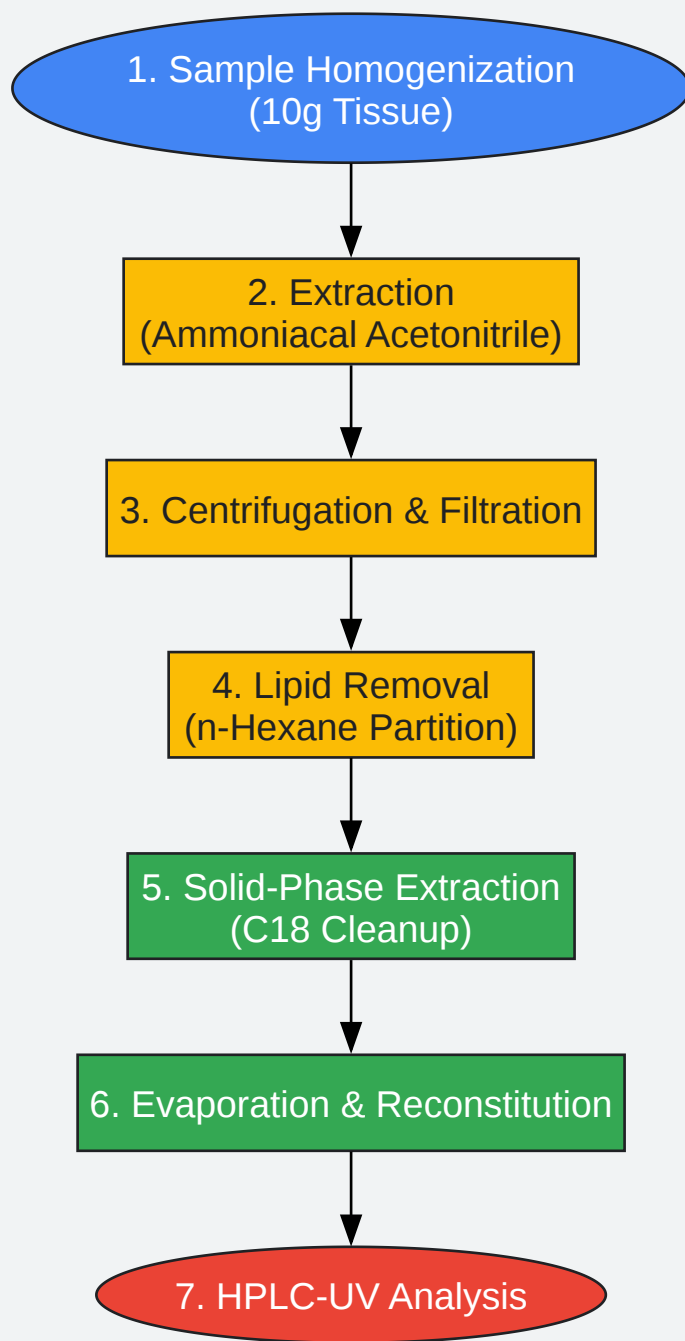 1. Sample Homogenization
(10g Tissue)
2. Extraction
(Ammoniacal Acetonitrile)
3. Centrifugation & Filtration
4. Lipid Removal
(n-Hexane Partition)
5. Solid-Phase Extraction
(C18 Cleanup)
6. Evaporation & Reconstitution
7. HPLC-UV Analysis